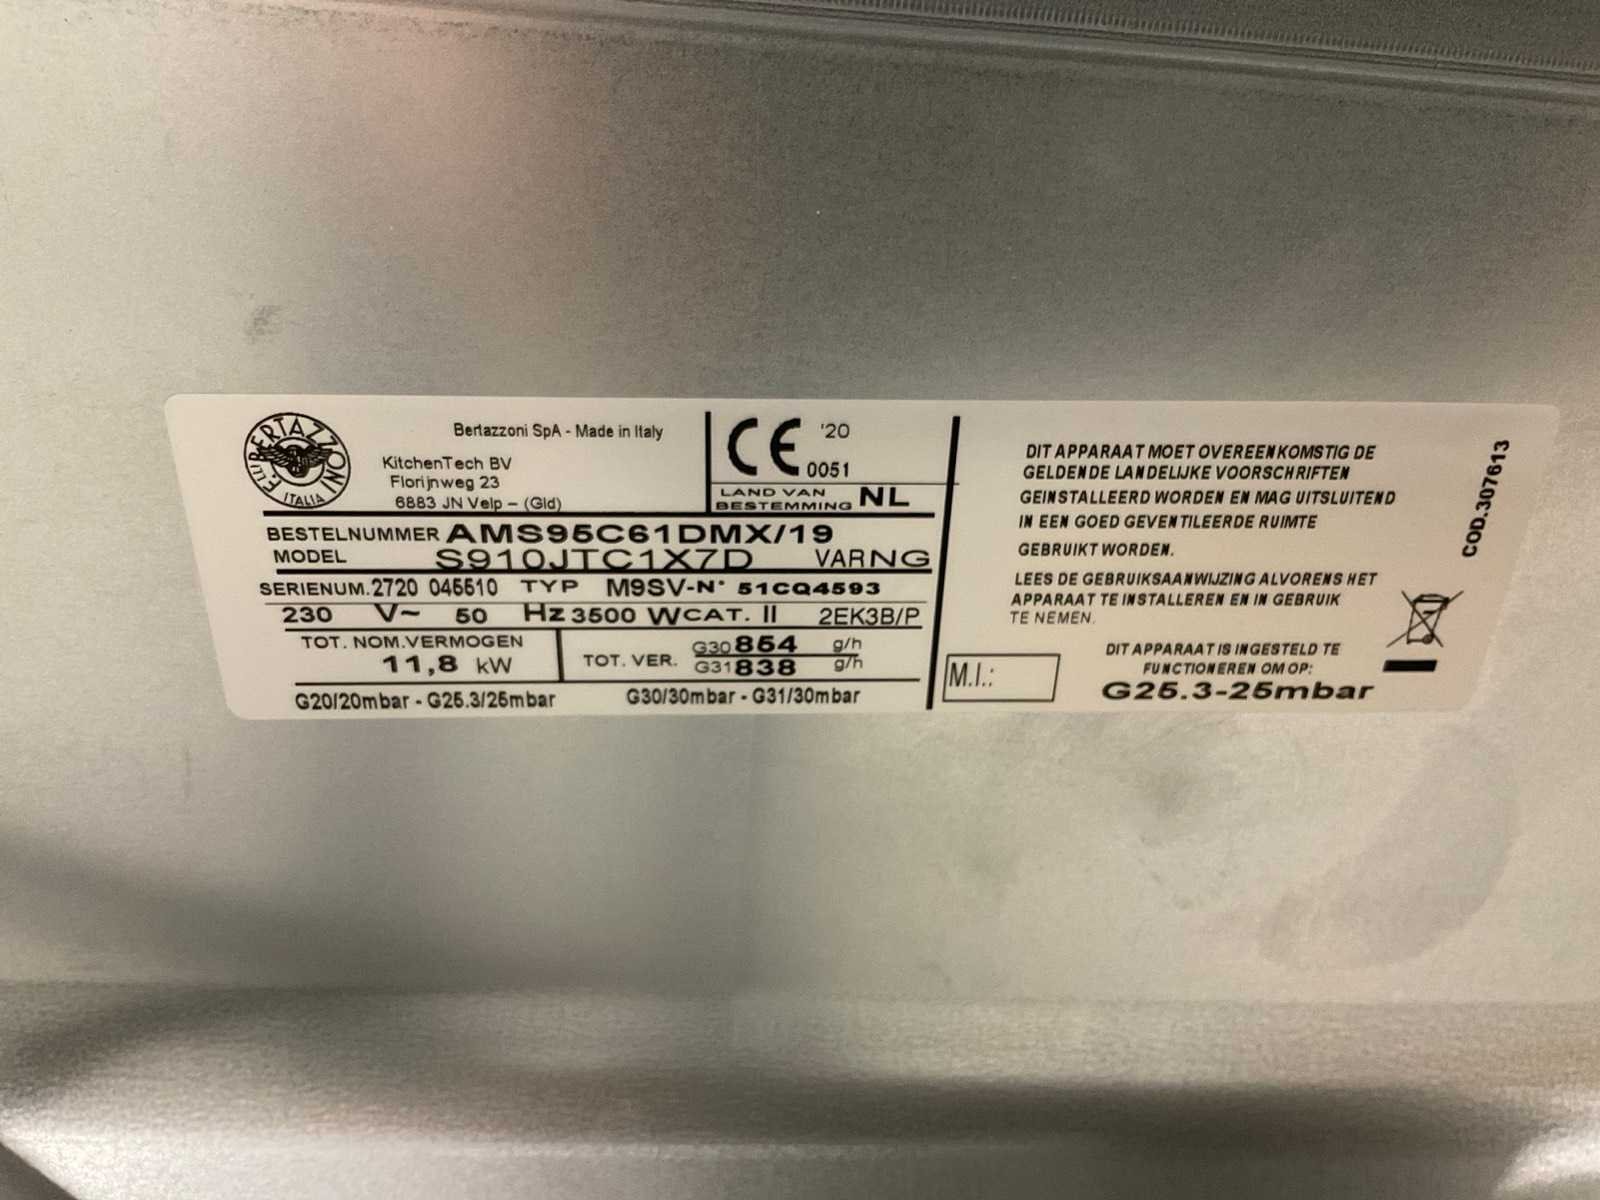 F.LLI BERTAZZONI
ITALIA
Bertazzoni SpA - Made in Italy
KitchenTech BV
Florijnweg 23
6883 JN Velp – (Gld)
CE '20
0051
LAND VAN
BESTEMMING NL
BESTELNUMMER AMS95C61DMX/19
MODEL S910JTC1X7D VARNG
SERIENUM. 2720 045510 TYP M9SV-N° 51CQ4593
230 V~ 50 Hz 3500 W CAT. II 2EK3B/P
TOT. NOM.VERMOGEN
11,8 kW
TOT. VER.
G30 854 g/h
G31 838 g/h
G20/20mbar - G25.3/25mbar G30/30mbar - G31/30mbar
DIT APPARAAT MOET OVEREENKOMSTIG DE
GELDENDE LANDELIJKE VOORSCHRIFTEN
GEINSTALLEERD WORDEN EN MAG UITSLUITEND
IN EEN GOED GEVENTILEERDE RUIMTE
GEBRUIKT WORDEN.
LEES DE GEBRUIKSAANWIJZING ALVORENS HET
APPARAAT TE INSTALLEREN EN IN GEBRUIK
TE NEMEN.
DIT APPARAAT IS INGESTELD TE
FUNCTIONEREN OM OP:
G25.3-25mbar
M.I.:
COD.307613